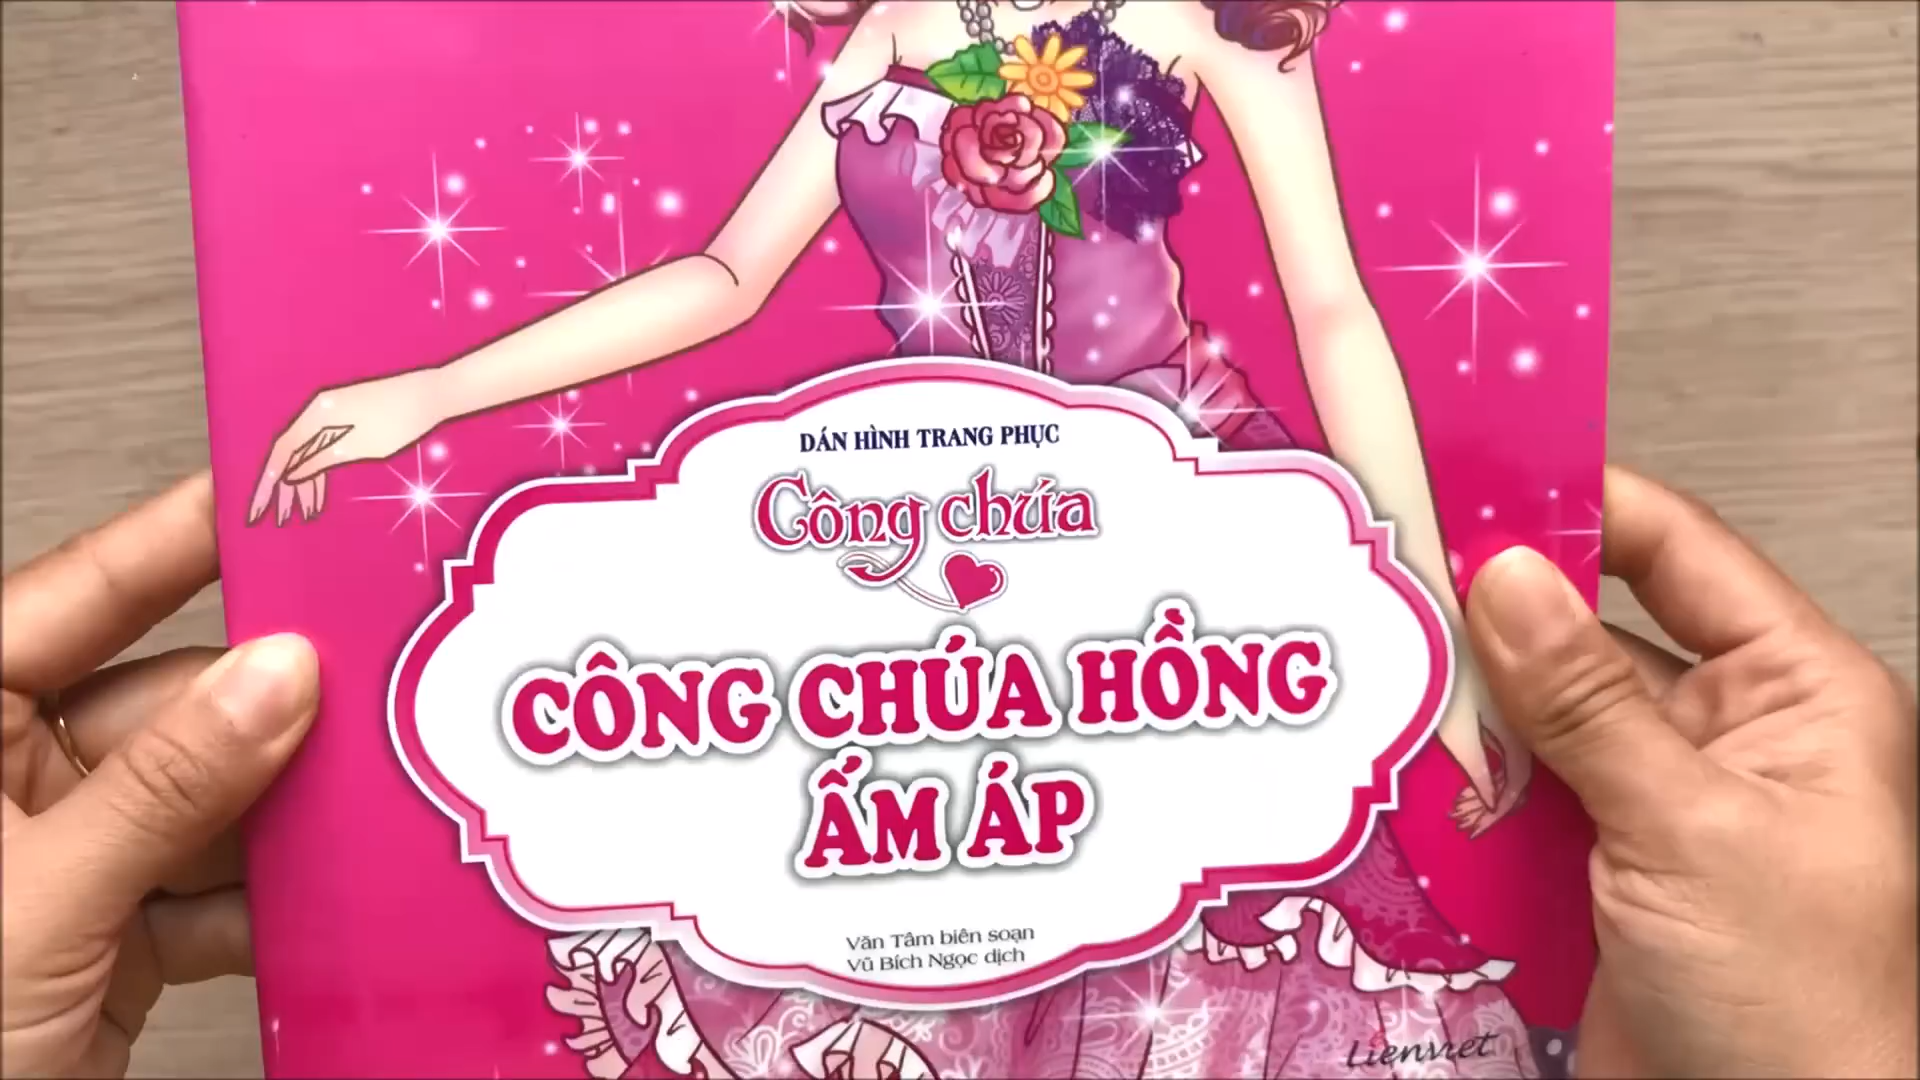 DÁN HÌNH TRANG PHỤC
Công chúa
CÔNG CHÚA HỒNG
ẤM ÁP
Văn Tâm biên soạn
Vũ Bích Ngọc dịch
Lienviet